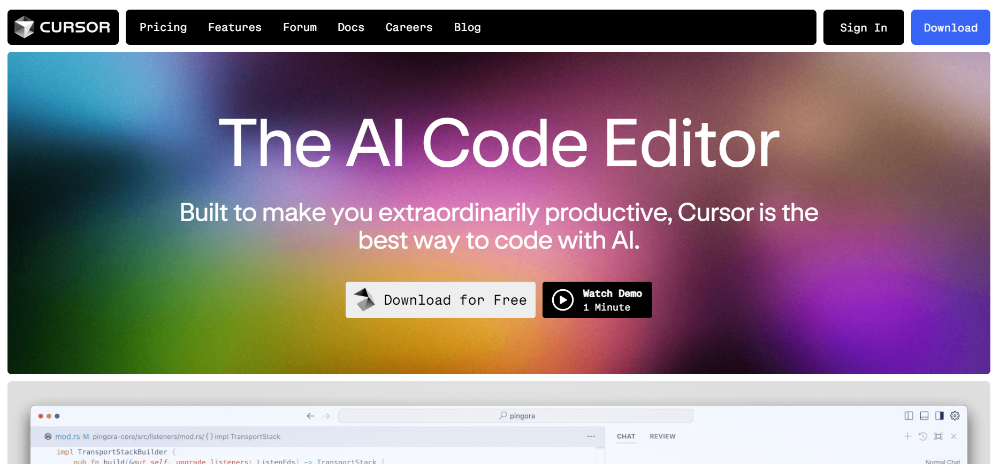 CURSOR
Pricing Features Forum Docs Careers Blog
Sign In
Download
The AI Code Editor
Built to make you extraordinarily productive, Cursor is the
best way to code with AI.
Download for Free
Watch Demo
1 Minute
pingora
mod.rs M pingora-core/src/listeners/mod.rs/{} impl TransportStack
...
CHAT REVIEW
impl TransportStackBuilder {
pub fn build(&mut self, upgrade_listeners: ListenFds) -> TransportStack {
Normal Chat